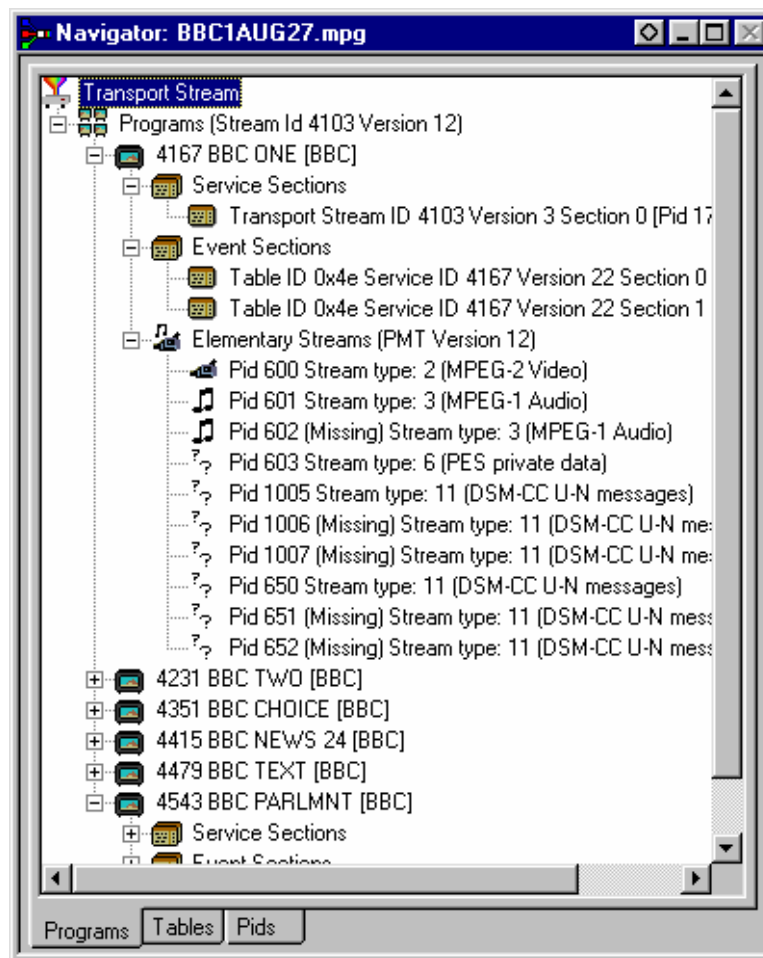 Navigator: BBC1AUG27.mpg
Transport Stream
Programs (Stream Id 4103 Version 12)
4167 BBC ONE [BBC]
Service Sections
Transport Stream ID 4103 Version 3 Section 0 [Pid 17
Event Sections
Table ID 0x4e Service ID 4167 Version 22 Section 0
Table ID 0x4e Service ID 4167 Version 22 Section 1
Elementary Streams (PMT Version 12)
Pid 600 Stream type: 2 (MPEG-2 Video)
Pid 601 Stream type: 3 (MPEG-1 Audio)
Pid 602 (Missing) Stream type: 3 (MPEG-1 Audio)
Pid 603 Stream type: 6 (PES private data)
Pid 1005 Stream type: 11 (DSM-CC U-N messages)
Pid 1006 (Missing) Stream type: 11 (DSM-CC U-N me
Pid 1007 (Missing) Stream type: 11 (DSM-CC U-N me
Pid 650 Stream type: 11 (DSM-CC U-N messages)
Pid 651 (Missing) Stream type: 11 (DSM-CC U-N mess
Pid 652 (Missing) Stream type: 11 (DSM-CC U-N mess
4231 BBC TWO [BBC]
4351 BBC CHOICE [BBC]
4415 BBC NEWS 24 [BBC]
4479 BBC TEXT [BBC]
4543 BBC PARLMNT [BBC]
Service Sections
Event Sections
Programs Tables Pids